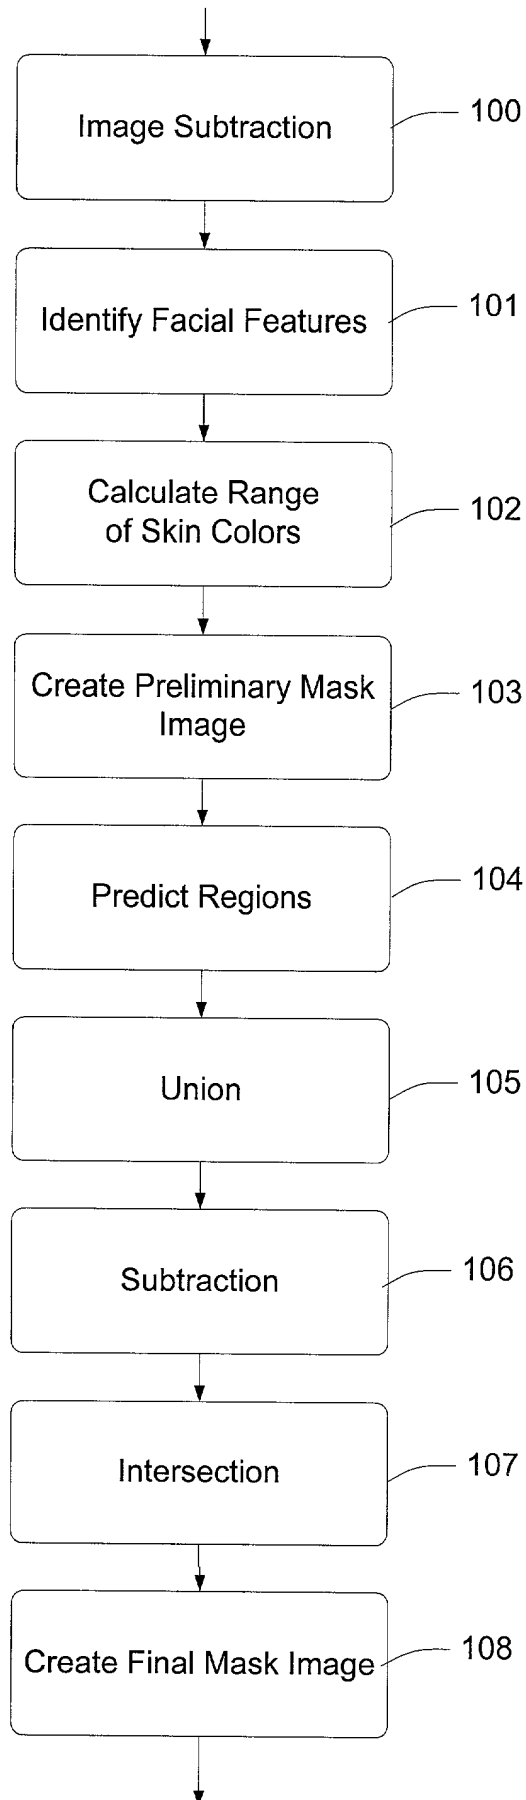 Image Subtraction
100
Identify Facial Features
101
Calculate Range
of Skin Colors
102
Create Preliminary Mask
Image
103
Predict Regions
104
Union
105
Subtraction
106
Intersection
107
Create Final Mask Image
108